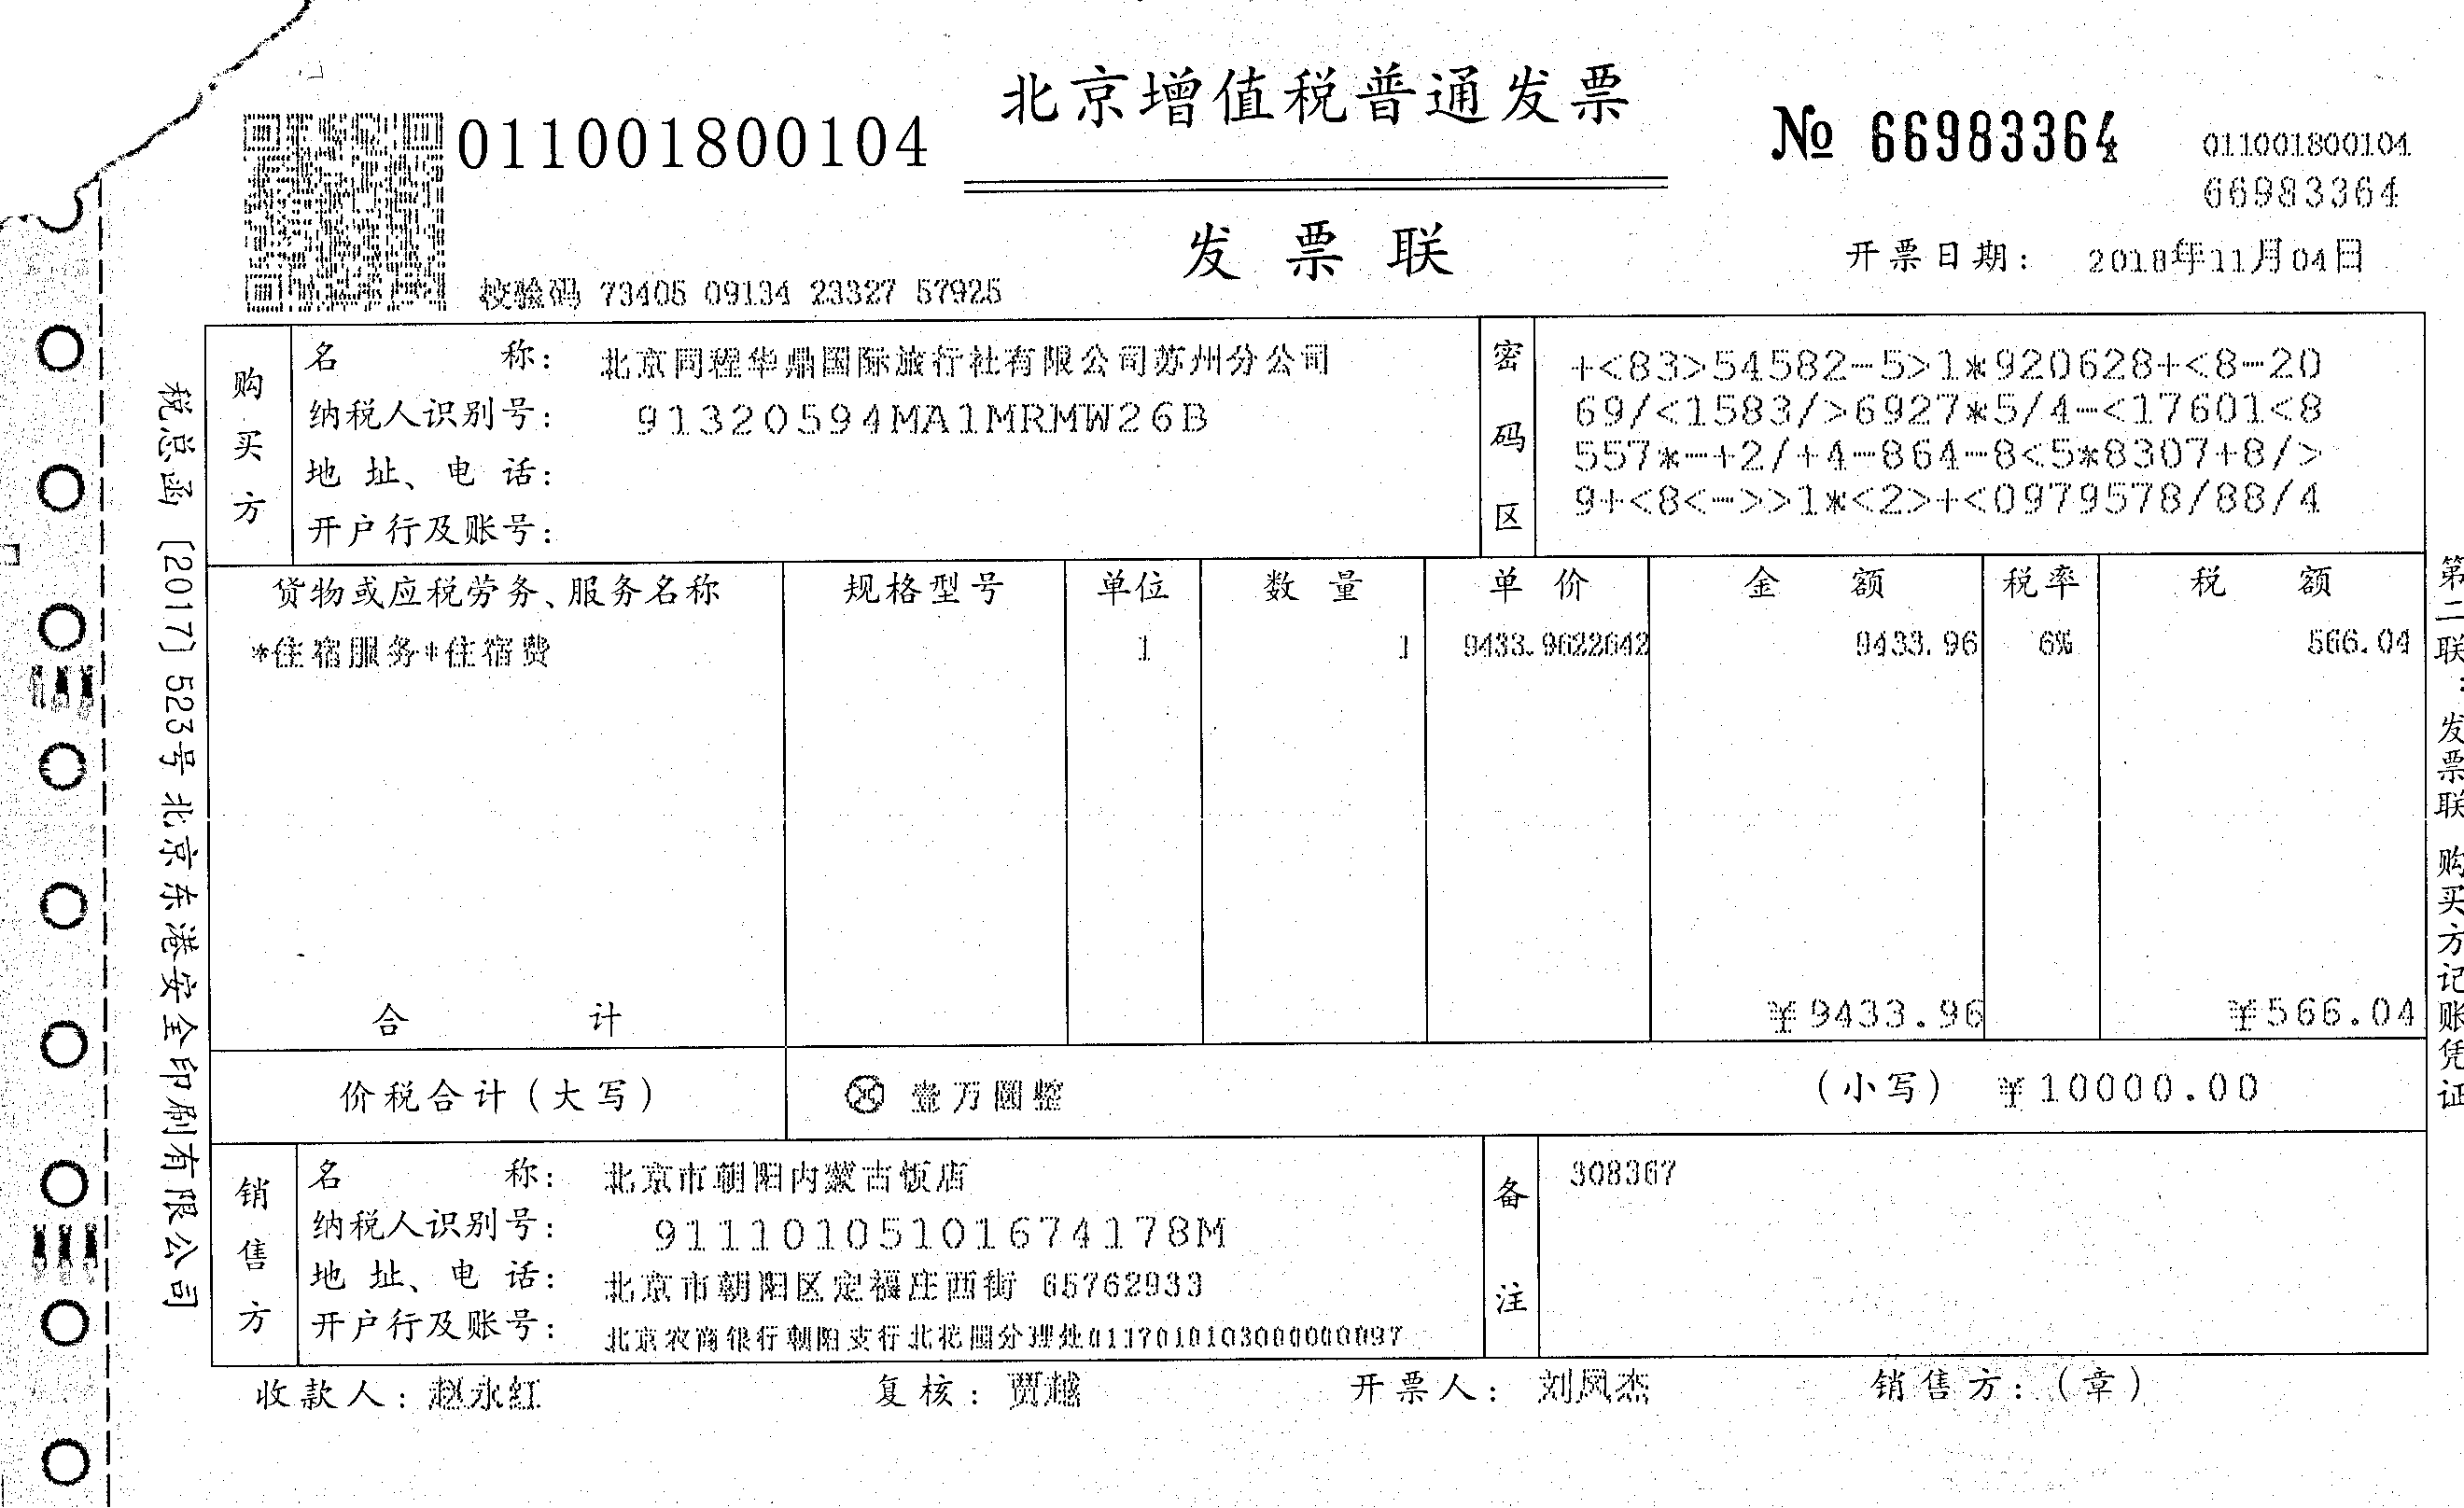 北京增值税普通发票
011001800104
№ 66983364
011001800104
66983364
发票联
开票日期: 2018年11月04日
校验码 73405 09134 23327 57925
购买方
名称: 北京同程华鼎国际旅行社有限公司苏州分公司
纳税人识别号: 91320594MA1MRMW26B
地址、电话:
开户行及账号:
密码区
+<83>54582-5>1*920628+<8-20
69/<1583/>6927*5/4-<17601<8
557*-+2/+4-864-8<5*8307+8/>
9+<8<->>1*<2>+<0979578/88/4
货物或应税劳务、服务名称 规格型号 单位 数量 单价 金额 税率 税额
*住宿服务*住宿费 1 1 9433.9622642 9433.96 6% 566.04
合计 ¥9433.96 ¥566.04
价税合计(大写) ⊗ 壹万圆整 (小写) ¥10000.00
销售方
名称: 北京市朝阳内蒙古饭店
纳税人识别号: 91110105101674178M
地址、电话: 北京市朝阳区定福庄西街 65762933
开户行及账号: 北京农商银行朝阳支行北花园分理处0117010103000000097
备注
308367
收款人: 赵永红 复核: 贾越 开票人: 刘凤杰 销售方:(章)
税总函〔2017〕523号北京东港安全印刷有限公司
第二联:发票联 购买方记账凭证